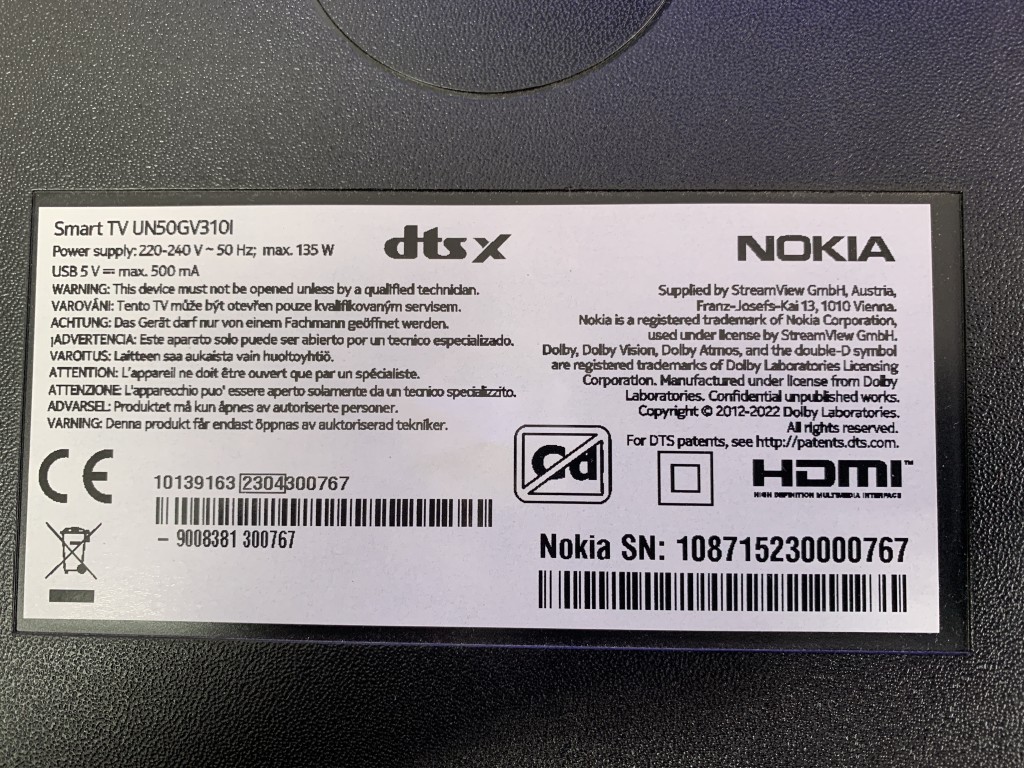 Smart TV UN50GV310I
Power supply: 220-240 V ~ 50 Hz; max. 135 W
USB 5 V ⎓ max. 500 mA
WARNING: This device must not be opened unless by a qualified technician.
VAROVÁNÍ: Tento TV může být otevřen pouze kvalifikovaným servisem.
ACHTUNG: Das Gerät darf nur von einem Fachmann geöffnet werden.
¡ADVERTENCIA: Este aparato solo puede ser abierto por un tecnico especializado.
VAROITUS: Laitteen saa aukaista vain huoltoyhtiö.
ATTENTION: L'appareil ne doit être ouvert que par un spécialiste.
ATTENZIONE: L'apparecchio puo' essere aperto solamente da un tecnico specializzito.
ADVARSEL: Produktet må kun åpnes av autoriserte personer.
VARNING: Denna produkt får endast öppnas av auktoriserad tekniker.
dts X
NOKIA
Supplied by StreamView GmbH, Austria,
Franz-Josefs-Kai 13, 1010 Vienna.
Nokia is a registered trademark of Nokia Corporation,
used under license by StreamView GmbH.
Dolby, Dolby Vision, Dolby Atmos, and the double-D symbol
are registered trademarks of Dolby Laboratories Licensing
Corporation. Manufactured under license from Dolby
Laboratories. Confidential unpublished works.
Copyright © 2012-2022 Dolby Laboratories.
All rights reserved.
For DTS patents, see http://patents.dts.com.
CE
10139163 2304300767
– 9008381 300767
Cd
HDMI™
HIGH DEFINITION MULTIMEDIA INTERFACE
Nokia SN: 108715230000767